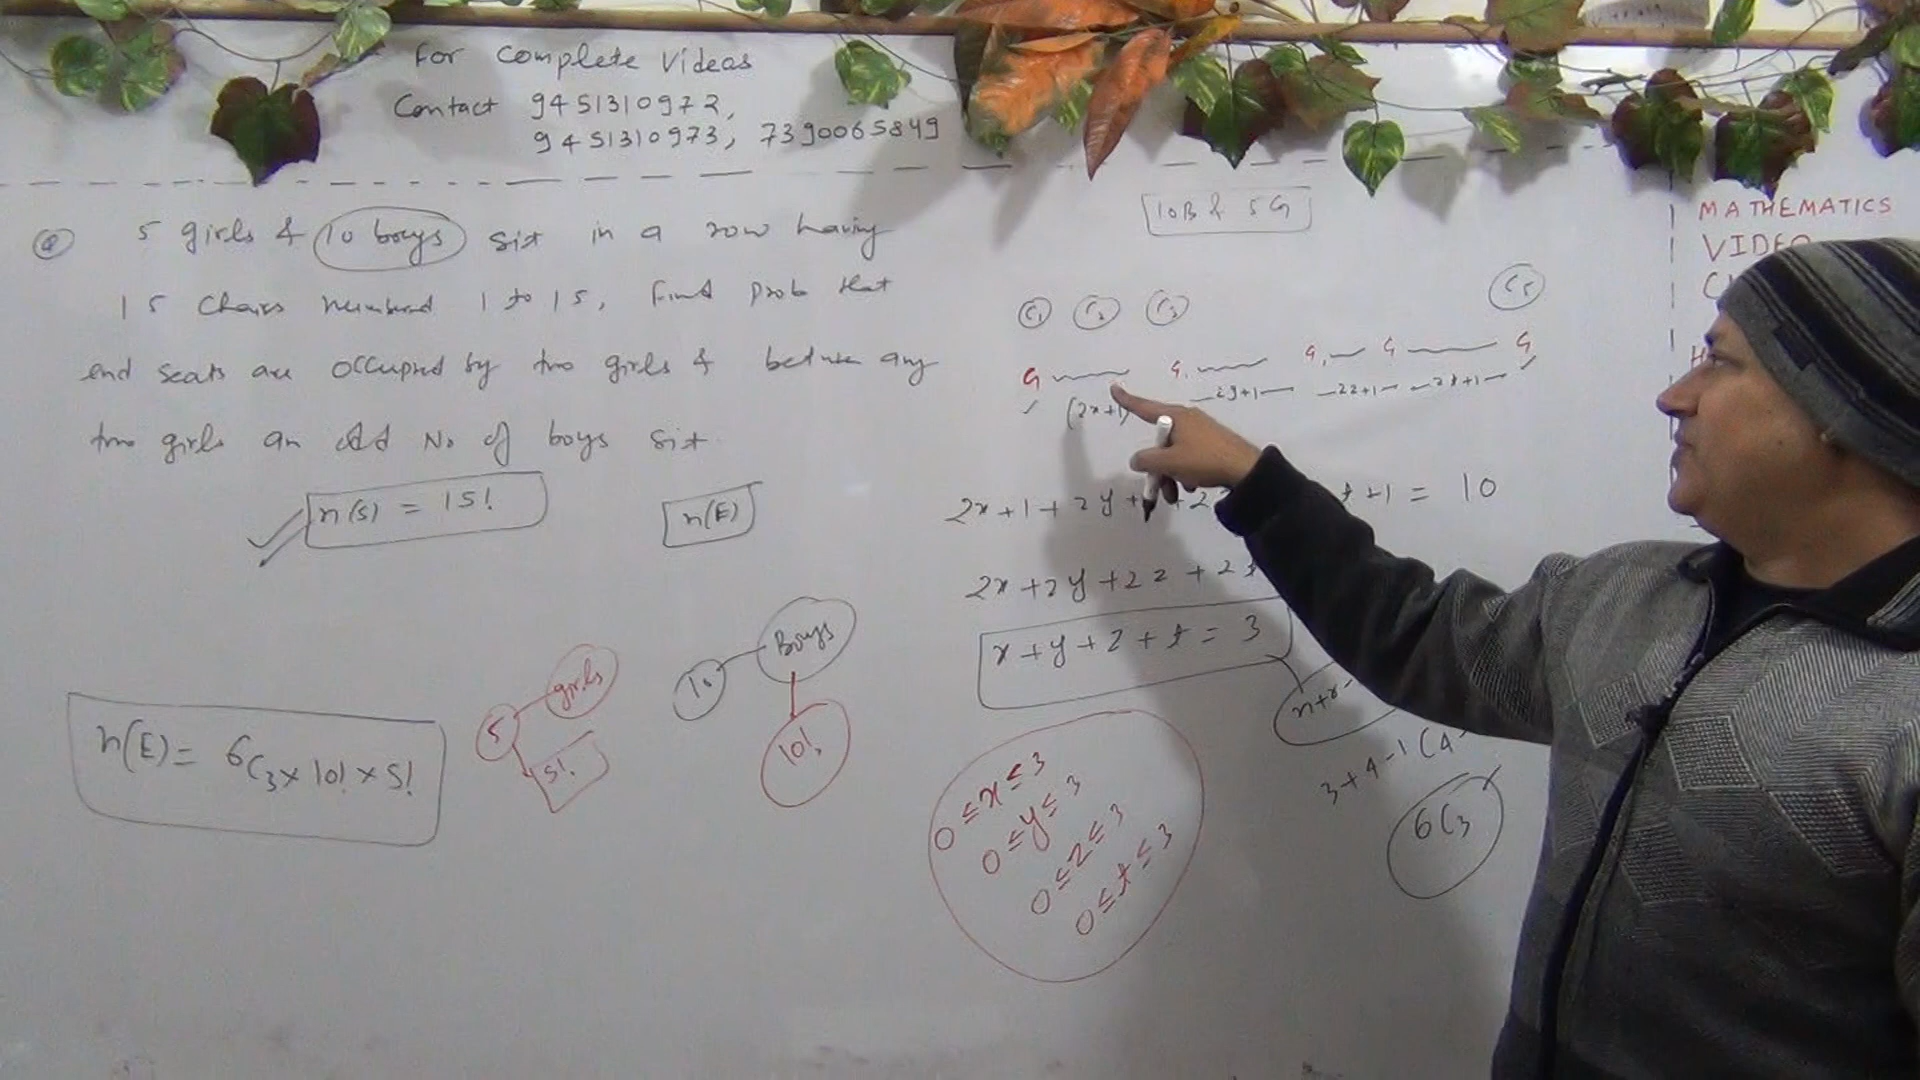 For Complete Videos
Contact 9451310972,
9451310973, 7390065849
Q 5 girls & 10 boys sit in a row having
15 Chairs numbered 1 to 15, Find prob that
end seats are occupied by two girls & between any
two girls an odd No of boys sit
n(S) = 15!
n(E)
girls
5
5!
Boys
10
10!
n(E) = 6C3 × 10! × 5!
10B & 5G
C1 C2 C3 C5
G G G G G
(2x+1) 2y+1 2z+1 2t+1
2x+1+2y+ +2 t+1 = 10
2x+2y+2z+2t
x+y+z+t = 3
n+r-
3+4-1C4-
6C3
0≤x≤3
0≤y≤3
0≤z≤3
0≤t≤3
MATHEMATICS
VIDEO